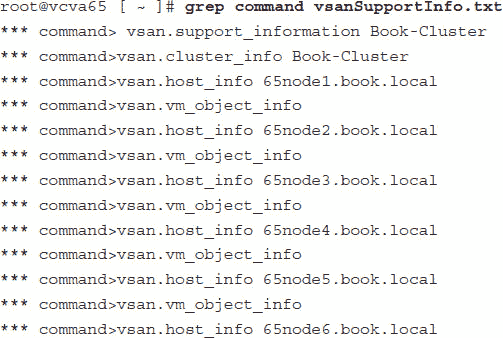 root@vcva65 [ ~ ]# grep command vsanSupportInfo.txt
*** command> vsan.support_information Book-Cluster
*** command>vsan.cluster_info Book-Cluster
*** command>vsan.host_info 65node1.book.local
*** command>vsan.vm_object_info
*** command>vsan.host_info 65node2.book.local
*** command>vsan.vm_object_info
*** command>vsan.host_info 65node3.book.local
*** command>vsan.vm_object_info
*** command>vsan.host_info 65node4.book.local
*** command>vsan.vm_object_info
*** command>vsan.host_info 65node5.book.local
*** command>vsan.vm_object_info
*** command>vsan.host_info 65node6.book.local